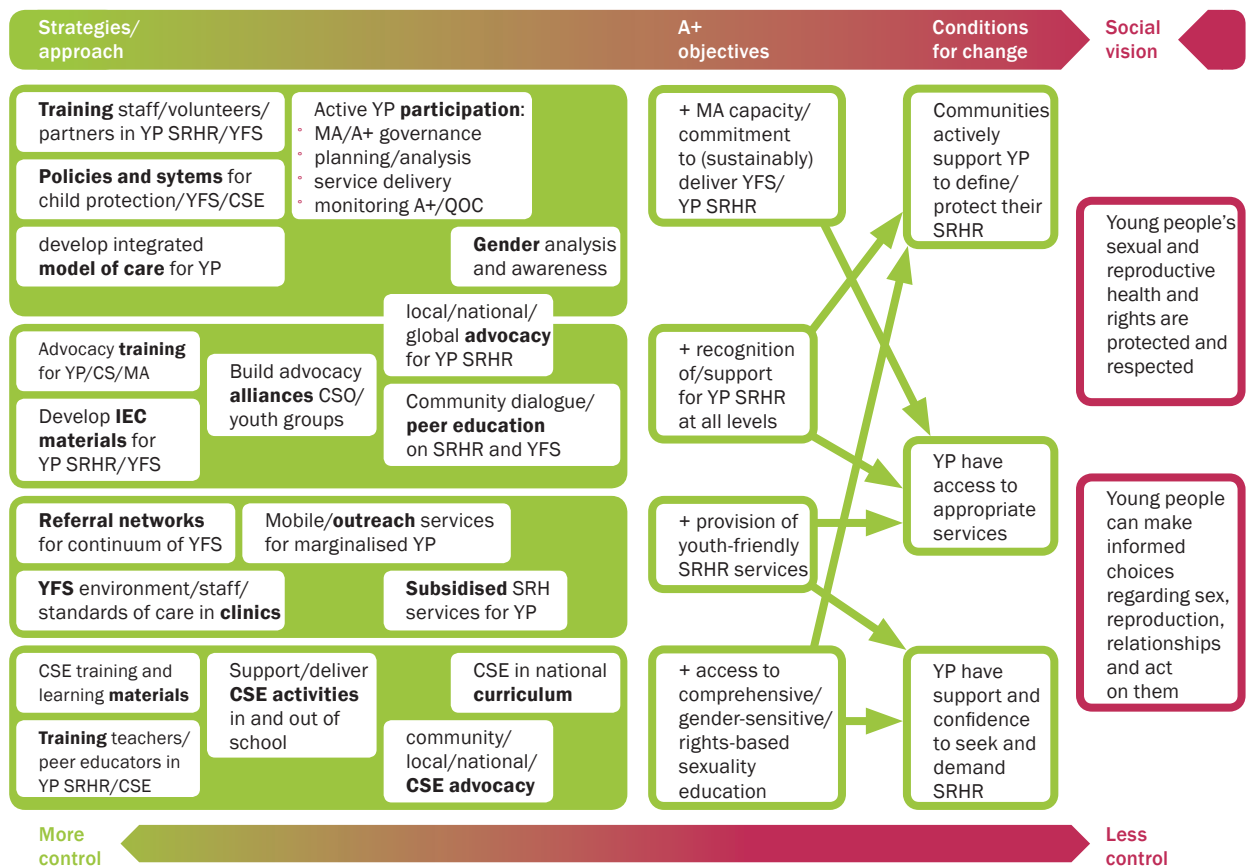 Strategies/
approach
A+
objectives
Conditions
for change
Social
vision
Training staff/volunteers/
partners in YP SRHR/YFS
Policies and sytems for
child protection/YFS/CSE
develop integrated
model of care for YP
Active YP participation:
° MA/A+ governance
° planning/analysis
° service delivery
° monitoring A+/QOC
Gender analysis
and awareness
local/national/
global advocacy
for YP SRHR
Advocacy training
for YP/CS/MA
Develop IEC
materials for
YP SRHR/YFS
Build advocacy
alliances CSO/
youth groups
Community dialogue/
peer education
on SRHR and YFS
Referral networks
for continuum of YFS
Mobile/outreach services
for marginalised YP
YFS environment/staff/
standards of care in clinics
Subsidised SRH
services for YP
CSE training and
learning materials
Training teachers/
peer educators in
YP SRHR/CSE
Support/deliver
CSE activities
in and out of
school
CSE in national
curriculum
community/
local/national/
CSE advocacy
+ MA capacity/
commitment
to (sustainably)
deliver YFS/
YP SRHR
+ recognition
of/support
for YP SRHR
at all levels
+ provision of
youth-friendly
SRHR services
+ access to
comprehensive/
gender-sensitive/
rights-based
sexuality
education
Communities
actively
support YP
to define/
protect their
SRHR
YP have
access to
appropriate
services
YP have
support and
confidence
to seek and
demand
SRHR
Young people's
sexual and
reproductive
health and
rights are
protected and
respected
Young people
can make
informed
choices
regarding sex,
reproduction,
relationships
and act
on them
More
control
Less
control